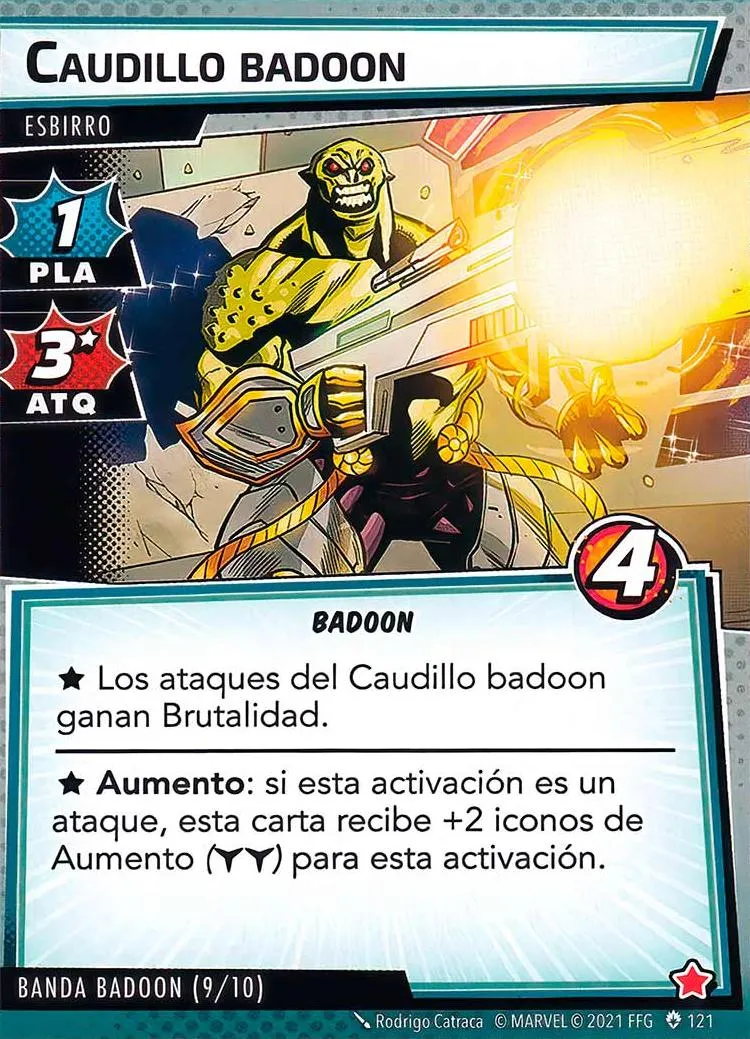 CAUDILLO BADOON
ESBIRRO
1
PLA
3★
ATQ
4
BADOON
★ Los ataques del Caudillo badoon
ganan Brutalidad.
★ Aumento: si esta activación es un
ataque, esta carta recibe +2 iconos de
Aumento () para esta activación.
BANDA BADOON (9/10)
Rodrigo Catraca © MARVEL © 2021 FFG 121